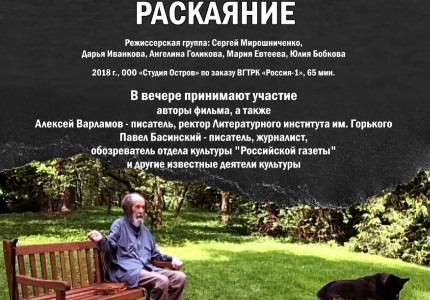 РАСКАЯНИЕ
Режиссерская группа: Сергей Мирошниченко,
Дарья Иванкова, Ангелина Голикова, Мария Евтеева, Юлия Бобкова
2018 г., ООО «Студия Остров» по заказу ВГТРК «Россия-1», 65 мин.
В вечере принимают участие
авторы фильма, а также
Алексей Варламов - писатель, ректор Литературного института им. Горького
Павел Басинский - писатель, журналист,
обозреватель отдела культуры "Российской газеты"
и другие известные деятели культуры